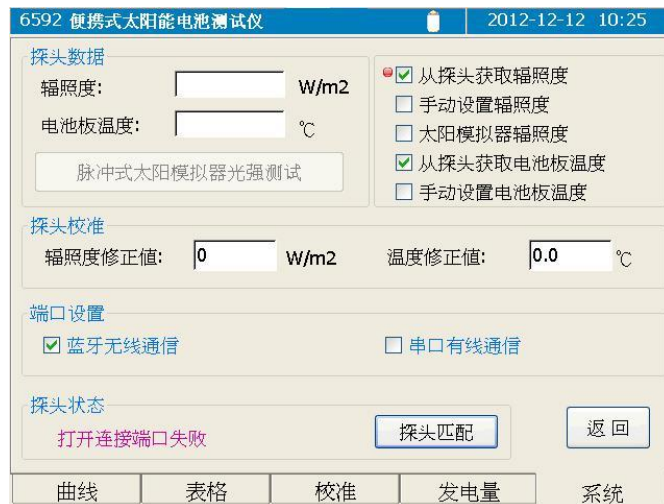 6592 便携式太阳能电池测试仪 2012-12-12 10:25
探头数据
辐照度: W/m2
电池板温度: ℃
脉冲式太阳模拟器光强测试
从探头获取辐照度
手动设置辐照度
太阳模拟器辐照度
从探头获取电池板温度
手动设置电池板温度
探头校准
辐照度修正值: 0 W/m2 温度修正值: 0.0 ℃
端口设置
蓝牙无线通信 串口有线通信
探头状态
打开连接端口失败 探头匹配 返回
曲线 表格 校准 发电量 系统